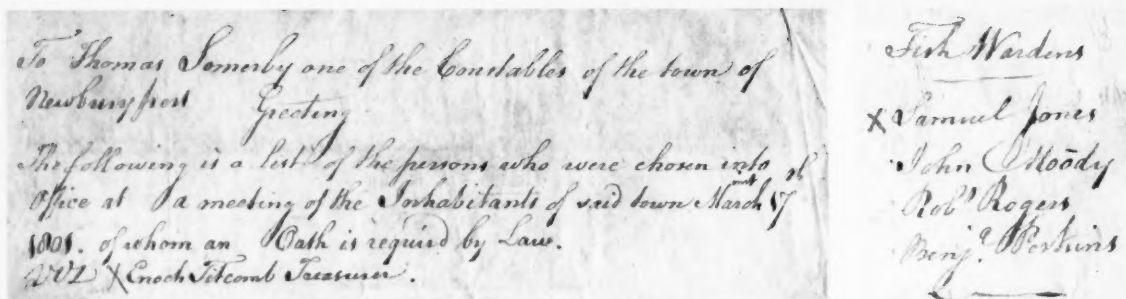 To Thomas Somerby one of the Constables of the town of
Newburyport Greeting
The following is a list of the persons who were chosen into
Office at a meeting of the Inhabitants of said town March 17th
1801. of whom an Oath is required by Law.
VIZ X Enoch Titcomb Treasurer.
Fish Wardens
X Samuel Jones
John Moody
Robt Rogers
Benja. Perkins